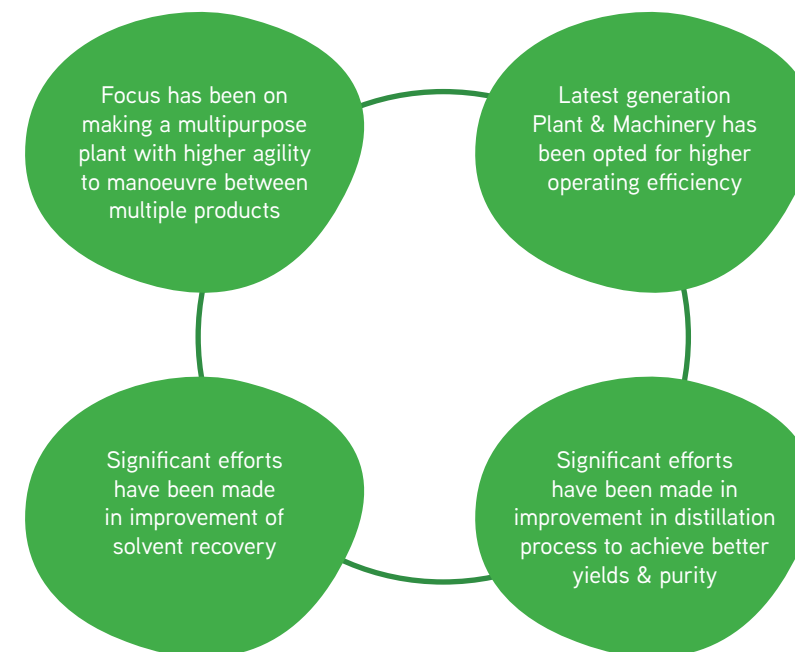 Focus has been on
making a multipurpose
plant with higher agility
to manoeuvre between
multiple products
Latest generation
Plant & Machinery has
been opted for higher
operating efficiency
Significant efforts
have been made
in improvement of
solvent recovery
Significant efforts
have been made in
improvement in distillation
process to achieve better
yields & purity